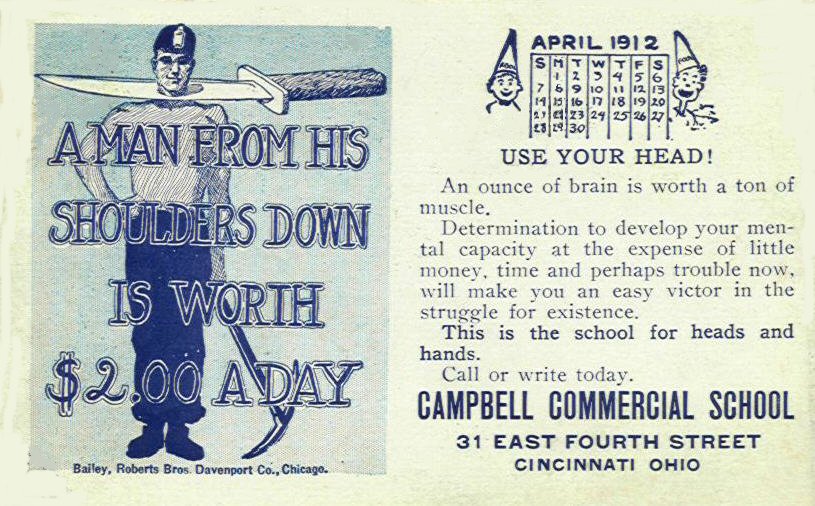 A MAN FROM HIS
SHOULDERS DOWN
IS WORTH
$2.00 A DAY
Bailey, Roberts Bros. Davenport Co., Chicago.
APRIL 1912
S M T W T F S
1 2 3 4 5 6
7 8 9 10 11 12 13
14 15 16 17 18 19 20
21 22 23 24 25 26 27
28 29 30
USE YOUR HEAD!
An ounce of brain is worth a ton of
muscle.
Determination to develop your men-
tal capacity at the expense of little
money, time and perhaps trouble now,
will make you an easy victor in the
struggle for existence.
This is the school for heads and
hands.
Call or write today.
CAMPBELL COMMERCIAL SCHOOL
31 EAST FOURTH STREET
CINCINNATI OHIO